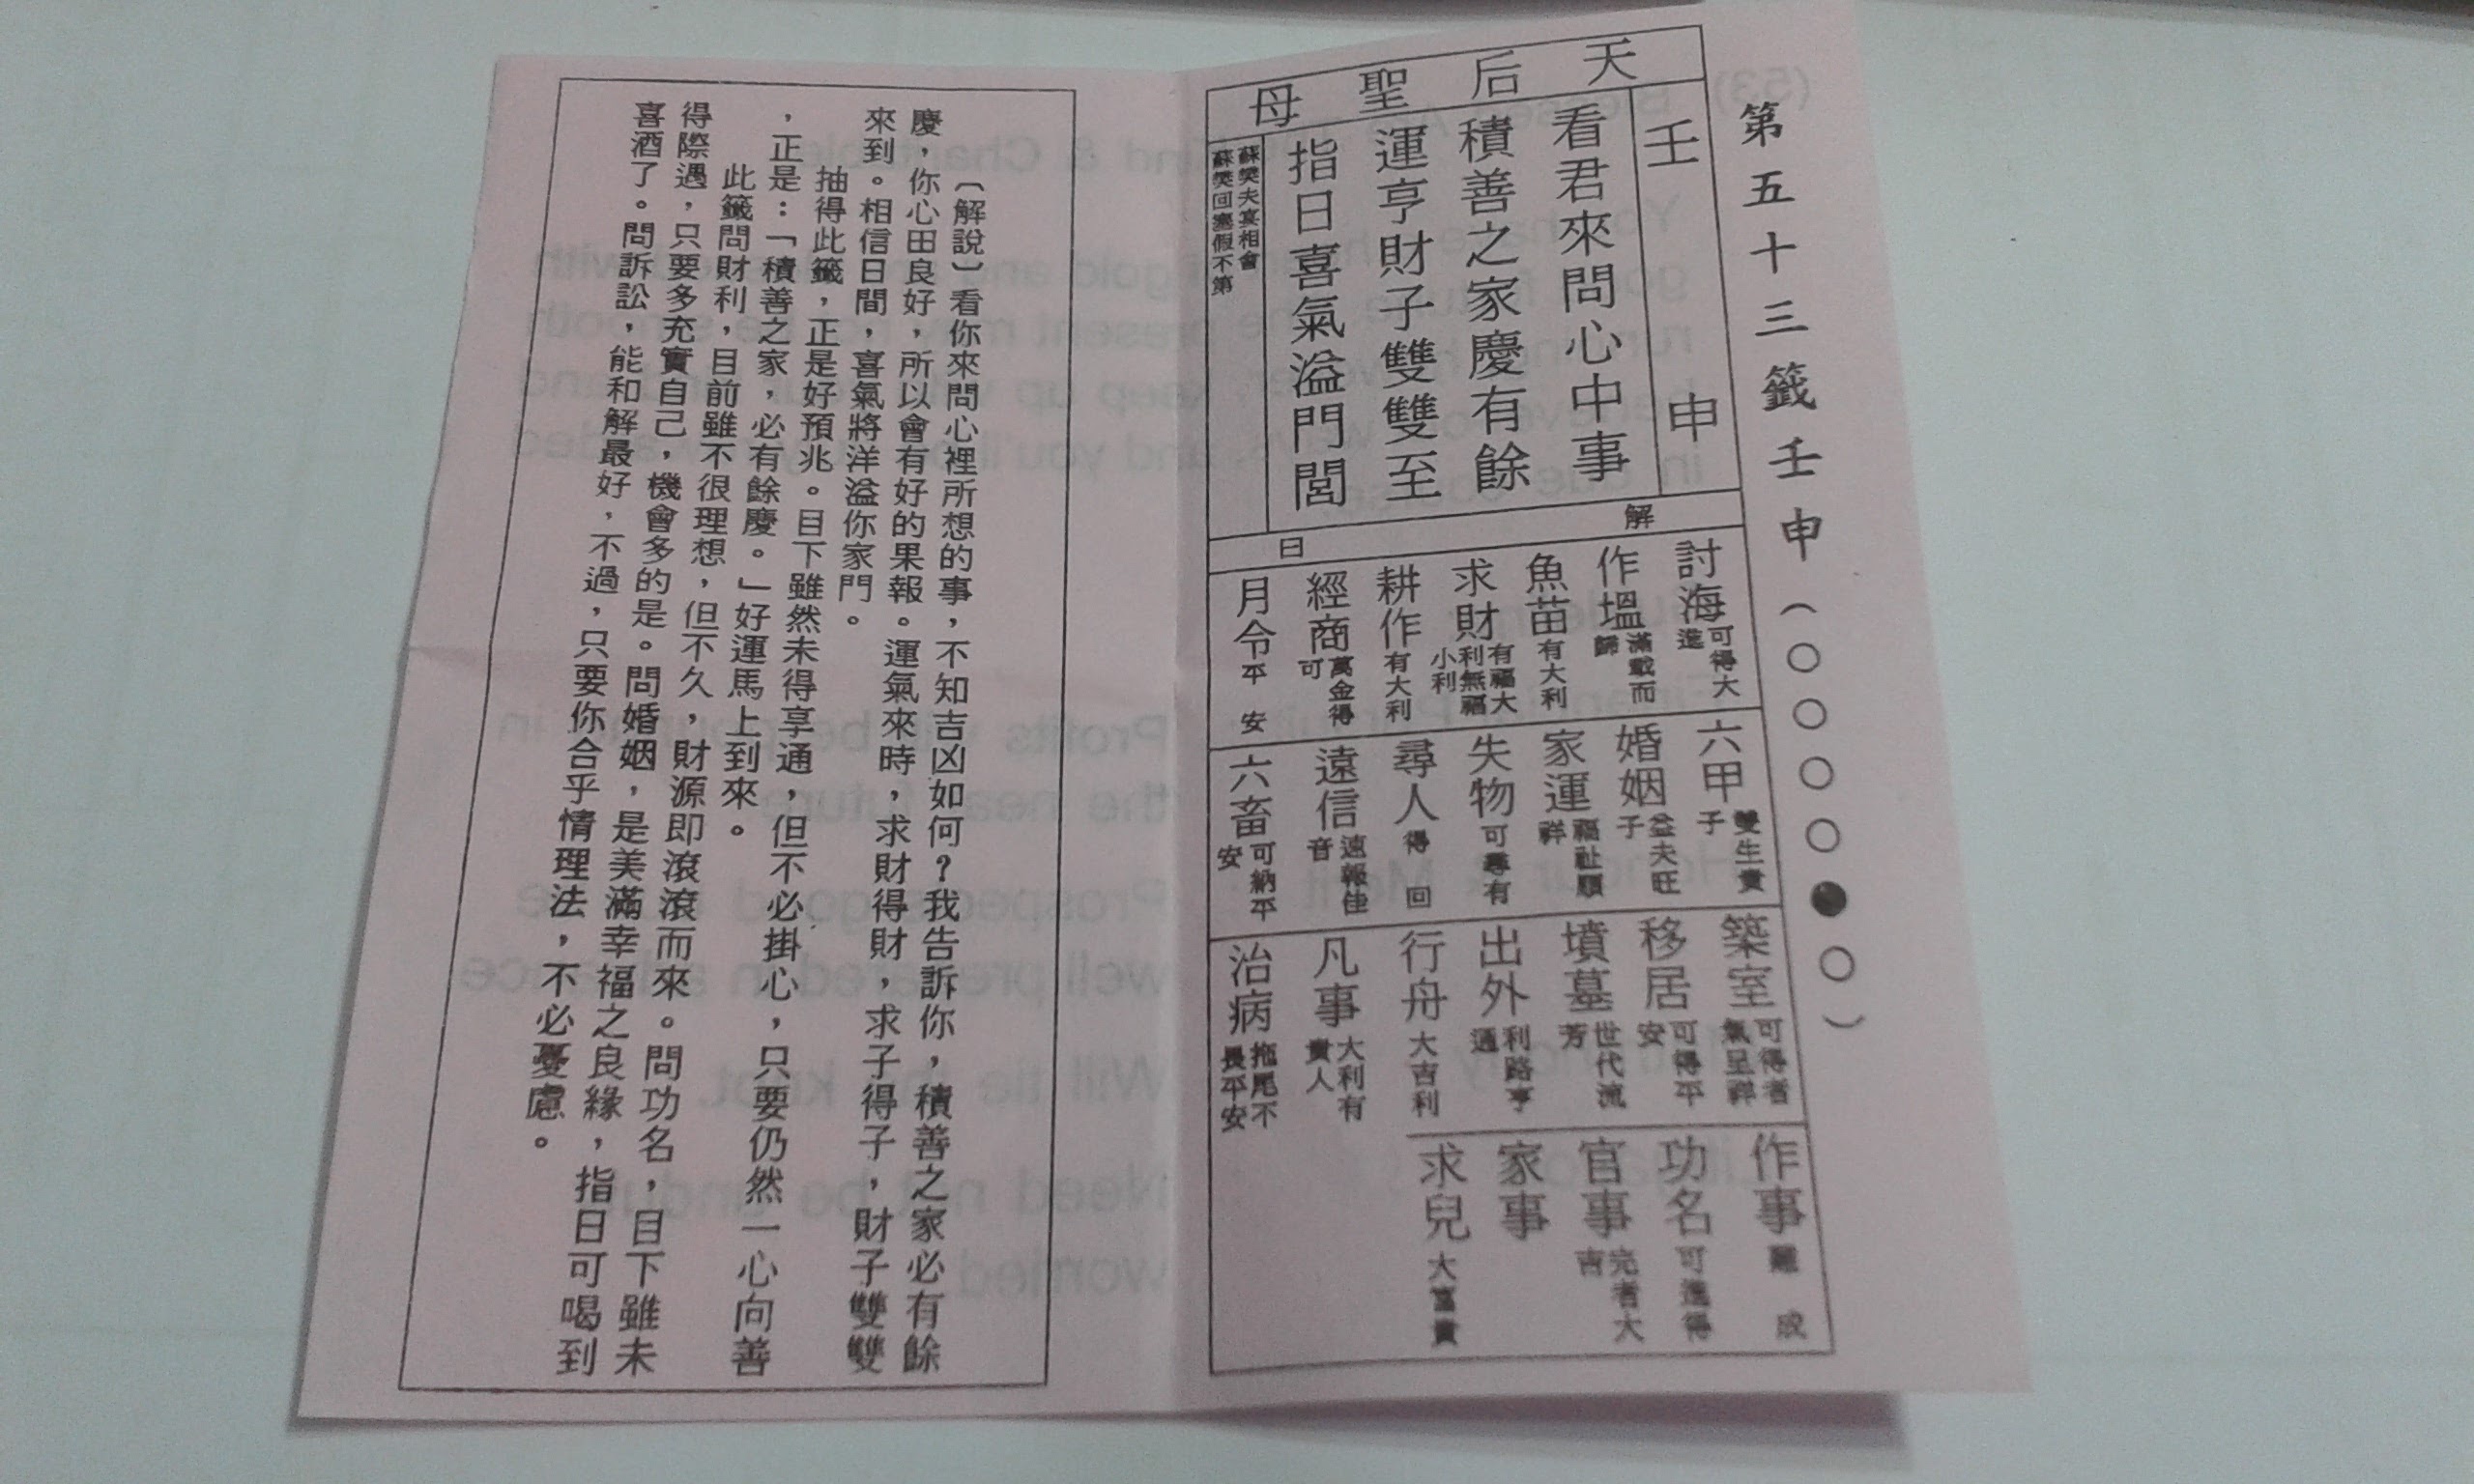 第五十三籤壬申（○○○○●○）
天后聖母
壬申
看君來問心中事
積善之家慶有餘
運亨財子雙雙至
指日喜氣溢門閭
蘇樊夫妻相會
蘇樊回塞假不第
解曰
討海 可得大進
作塭 滿載而歸
魚苗 有大利
求財 有福大利無福小利
耕作 有大利
經商 萬金得可
月令 平安
六甲 雙生貴子
婚姻 益夫旺子
家運 福祉願祥
失物 可尋有
尋人 得回
遠信 速報佳音
六畜 可納平安
築室 可得者氣呈祥
移居 可得平安
墳墓 世代流芳
出外 利路亨通
行舟 大吉利
凡事 大利有貴人
治病 拖尾不畏平安
作事 難成
功名 可進得
官事 完者大吉
家事
求兒 大富貴
〔解說〕看你來問心裡所想的事，不知吉凶如何？我告訴你，積善之家必有餘
慶，你心田良好，所以會有好的果報。運氣來時，求財得財，求子得子，財子雙雙
來到。相信日間，喜氣將洋溢你家門。
抽得此籤，正是好預兆。目下雖然未得享通，但不必掛心，只要仍然一心向善
，正是：「積善之家，必有餘慶。」好運馬上到來。
此籤問財利，目前雖不很理想，但不久，財源即滾滾而來。問功名，目下雖未
得際遇，只要多充實自己，機會多的是。問婚姻，是美滿幸福之良緣，指日可喝到
喜酒了。問訴訟，能和解最好，不過，只要你合乎情理法，不必憂慮。